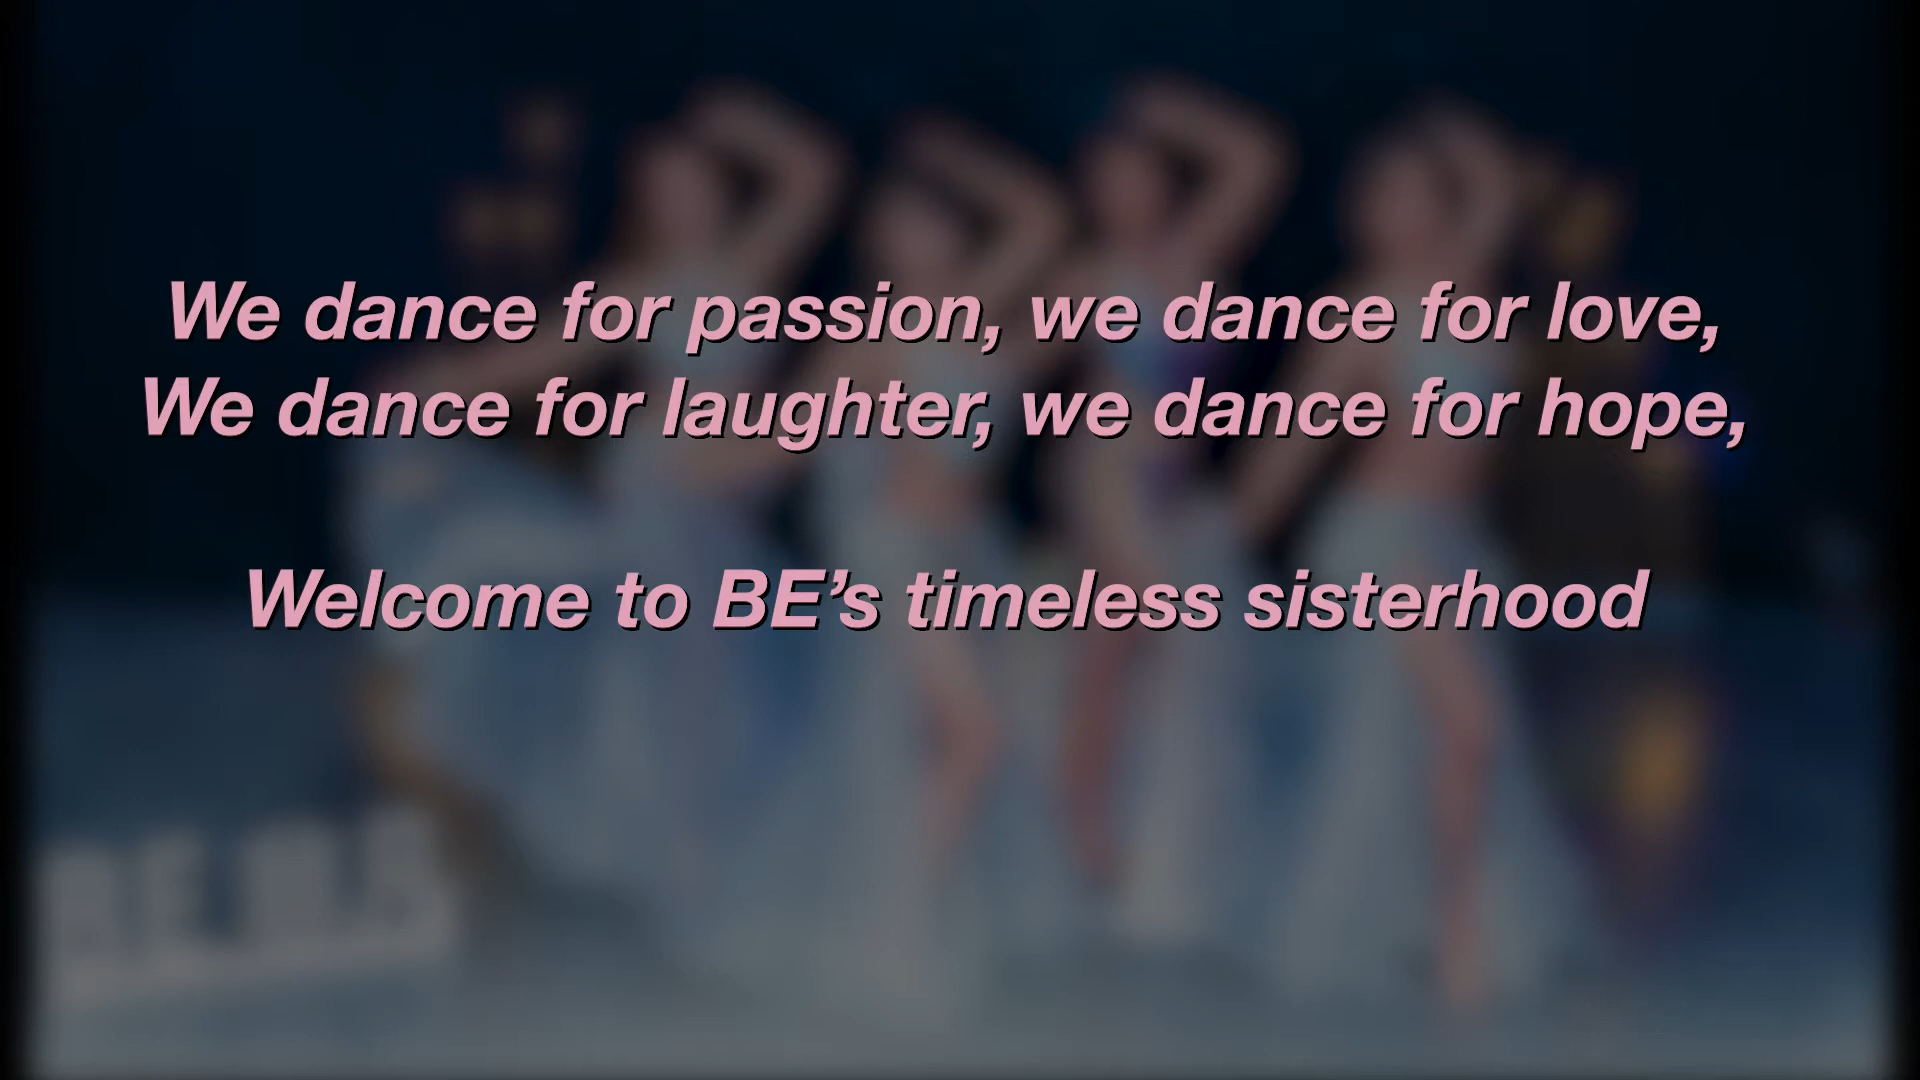 We dance for passion, we dance for love,
We dance for laughter, we dance for hope,
Welcome to BE’s timeless sisterhood